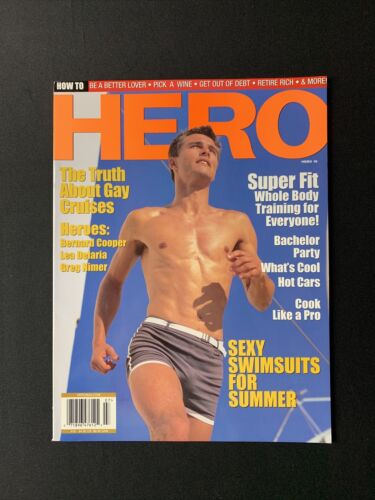 HOW TO BE A BETTER LOVER • PICK A WINE • GET OUT OF DEBT • RETIRE RICH • & MORE!
HERO
The Truth
About Gay
Cruises
Heroes:
Bernard Cooper
Lea Delaria
Greg Nimer
Super Fit
Whole Body
Training for
Everyone!
Bachelor
Party
What's Cool
Hot Cars
Cook
Like a Pro
SEXY
SWIMSUITS
FOR
SUMMER